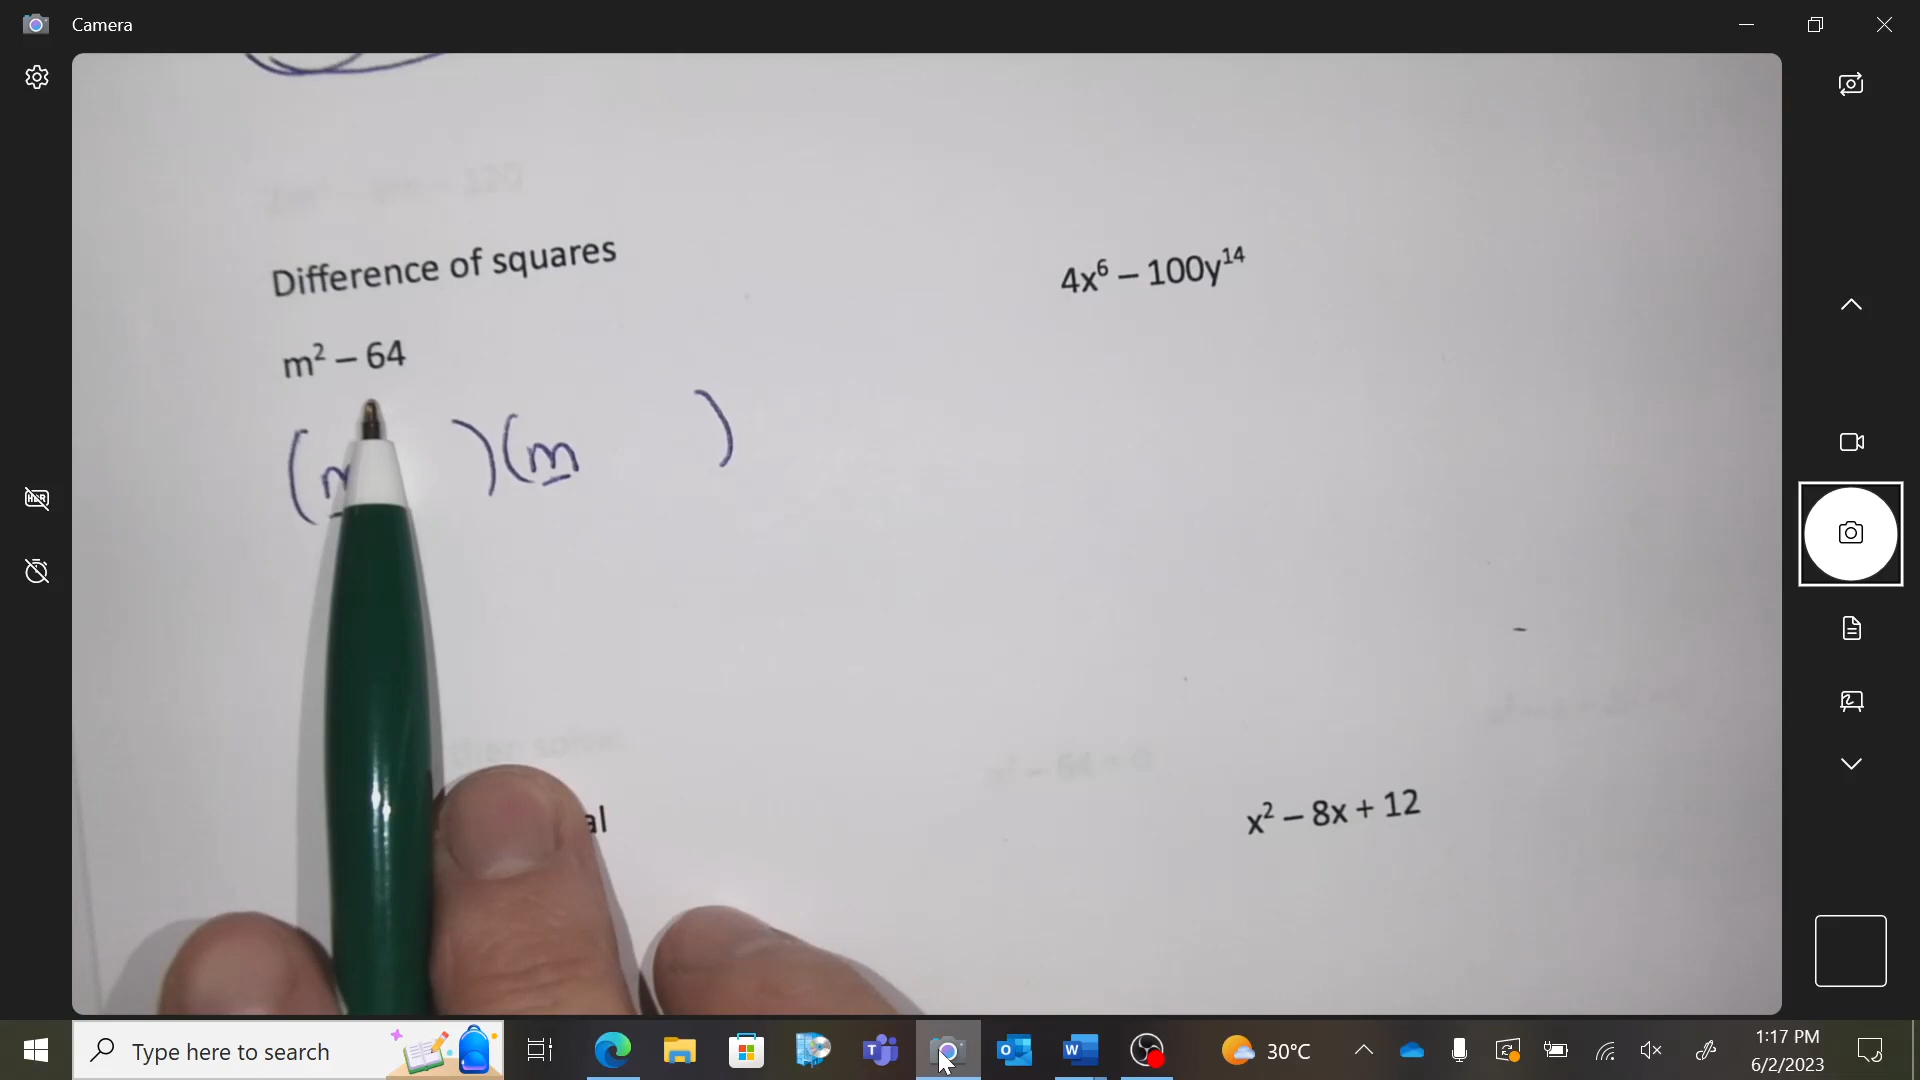 Camera
Difference of squares
4x⁶ – 100y¹⁴
m² – 64
(m )(m )
al
x² – 8x + 12
Type here to search
30°C
1:17 PM
6/2/2023